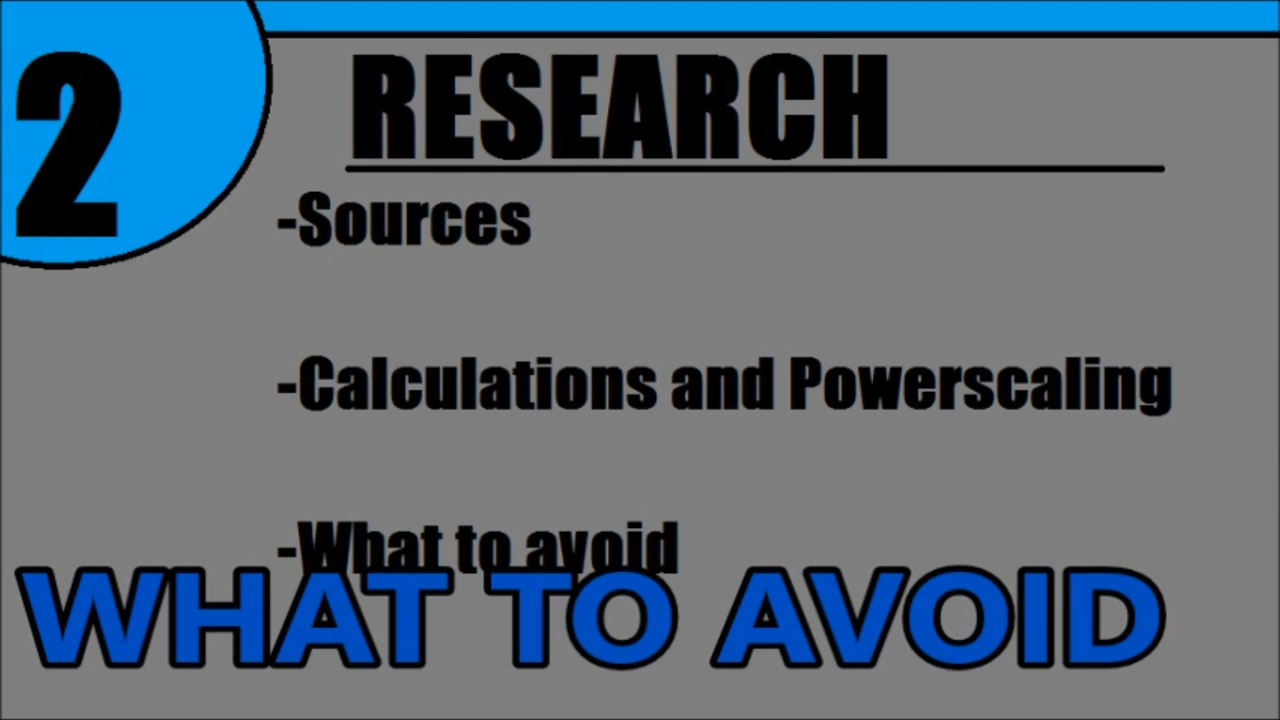 2
RESEARCH
-Sources
-Calculations and Powerscaling
-What to avoid
WHAT TO AVOID